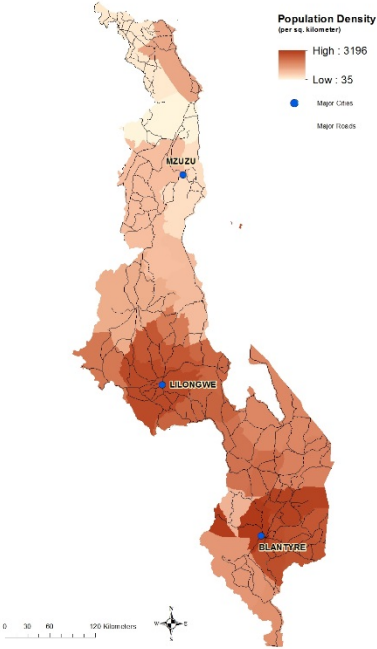 Population Density
(per sq. kilometer)
High : 3196
Low : 35
Major Cities
Major Roads
MZUZU
LILONGWE
BLANTYRE
N
W E
S
0 30 60 120 Kilometers